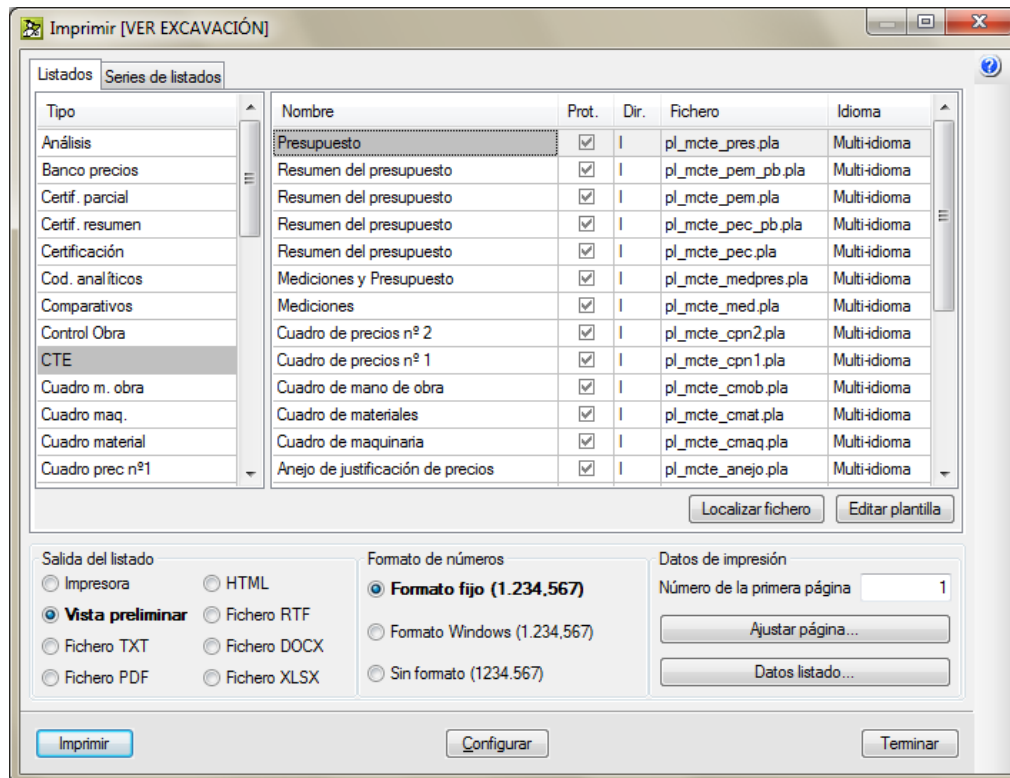 Imprimir [VER EXCAVACIÓN]
Listados Series de listados
Tipo Nombre Prot. Dir. Fichero Idioma
Análisis Presupuesto I pl_mcte_pres.pla Multi-idioma
Banco precios Resumen del presupuesto I pl_mcte_pem_pb.pla Multi-idioma
Certif. parcial Resumen del presupuesto I pl_mcte_pem.pla Multi-idioma
Certif. resumen Resumen del presupuesto I pl_mcte_pec_pb.pla Multi-idioma
Certificación Resumen del presupuesto I pl_mcte_pec.pla Multi-idioma
Cod. analíticos Mediciones y Presupuesto I pl_mcte_medpres.pla Multi-idioma
Comparativos Mediciones I pl_mcte_med.pla Multi-idioma
Control Obra Cuadro de precios nº 2 I pl_mcte_cpn2.pla Multi-idioma
CTE Cuadro de precios nº 1 I pl_mcte_cpn1.pla Multi-idioma
Cuadro m. obra Cuadro de mano de obra I pl_mcte_cmob.pla Multi-idioma
Cuadro maq. Cuadro de materiales I pl_mcte_cmat.pla Multi-idioma
Cuadro material Cuadro de maquinaria I pl_mcte_cmaq.pla Multi-idioma
Cuadro prec nº1 Anejo de justificación de precios I pl_mcte_anejo.pla Multi-idioma
Localizar fichero Editar plantilla
Salida del listado Formato de números Datos de impresión
Impresora HTML Formato fijo (1.234,567) Número de la primera página 1
Vista preliminar Fichero RTF Formato Windows (1.234,567) Ajustar página...
Fichero TXT Fichero DOCX
Fichero PDF Fichero XLSX Sin formato (1234.567) Datos listado...
Imprimir Configurar Terminar